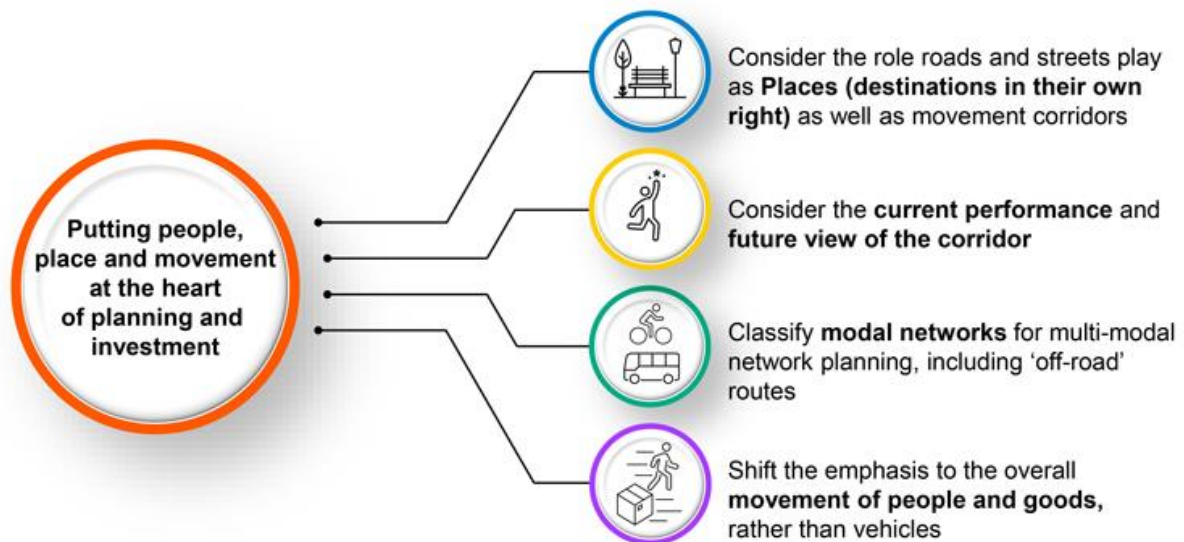 Putting people,
place and movement
at the heart
of planning and
investment
Consider the role roads and streets play
as Places (destinations in their own
right) as well as movement corridors
Consider the current performance and
future view of the corridor
Classify modal networks for multi-modal
network planning, including ‘off-road’
routes
Shift the emphasis to the overall
movement of people and goods,
rather than vehicles